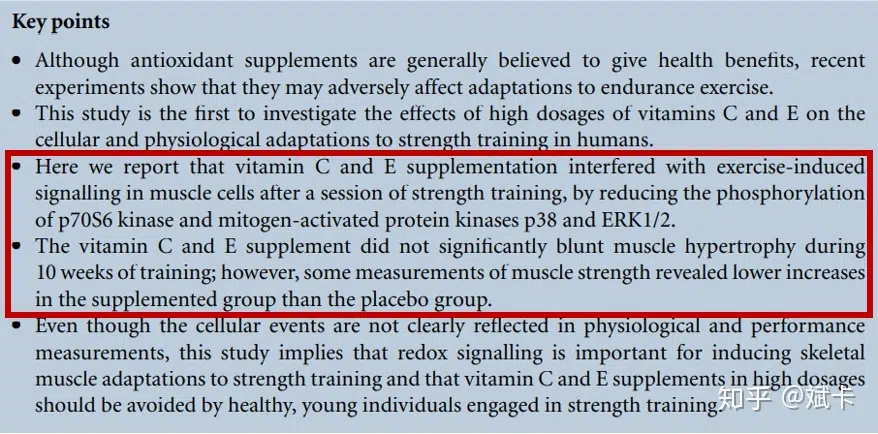 Key points
• Although antioxidant supplements are generally believed to give health benefits, recent
experiments show that they may adversely affect adaptations to endurance exercise.
• This study is the first to investigate the effects of high dosages of vitamins C and E on the
cellular and physiological adaptations to strength training in humans.
• Here we report that vitamin C and E supplementation interfered with exercise-induced
signalling in muscle cells after a session of strength training, by reducing the phosphorylation
of p70S6 kinase and mitogen-activated protein kinases p38 and ERK1/2.
• The vitamin C and E supplement did not significantly blunt muscle hypertrophy during
10 weeks of training; however, some measurements of muscle strength revealed lower increases
in the supplemented group than the placebo group.
• Even though the cellular events are not clearly reflected in physiological and performance
measurements, this study implies that redox signalling is important for inducing skeletal
muscle adaptations to strength training and that vitamin C and E supplements in high dosages
should be avoided by healthy, young individuals engaged in strength training.
知乎 @斌卡